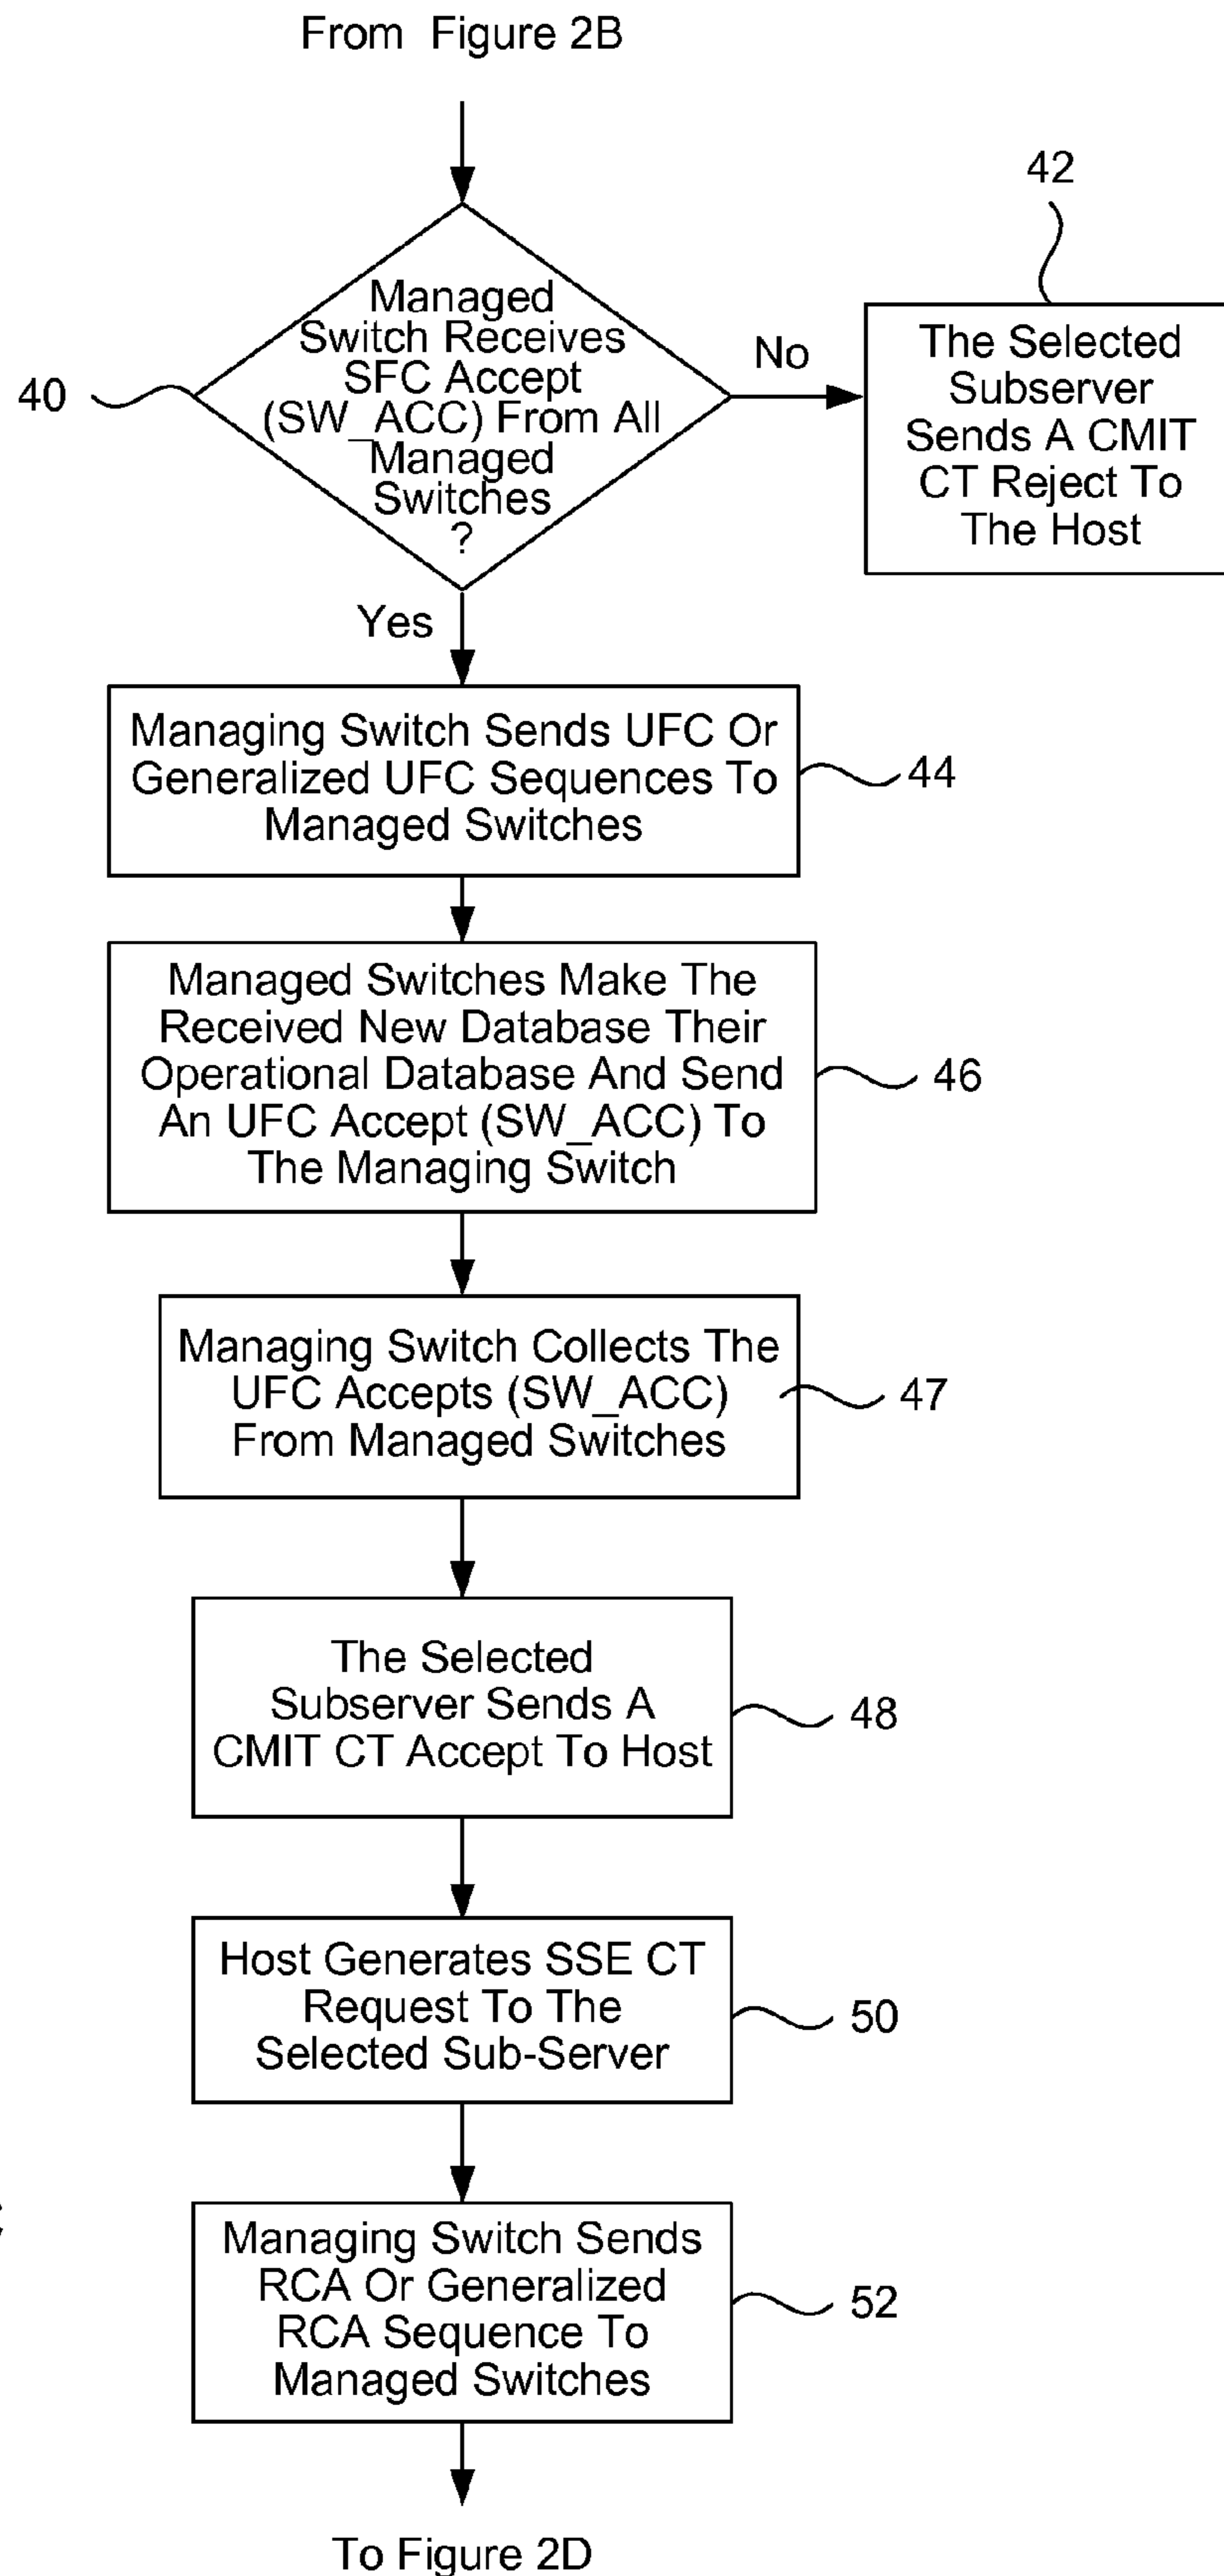 From Figure 2B
42
Managed
Switch Receives
SFC Accept
(SW_ACC) From All
Managed
Switches
?
40
No
The Selected
Subserver
Sends A CMIT
CT Reject To
The Host
Yes
Managing Switch Sends UFC Or
Generalized UFC Sequences To
Managed Switches
44
Managed Switches Make The
Received New Database Their
Operational Database And Send
An UFC Accept (SW_ACC) To
The Managing Switch
46
Managing Switch Collects The
UFC Accepts (SW_ACC)
From Managed Switches
47
The Selected
Subserver Sends A
CMIT CT Accept To Host
48
Host Generates SSE CT
Request To The
Selected Sub-Server
50
Managing Switch Sends
RCA Or Generalized
RCA Sequence To
Managed Switches
52
To Figure 2D